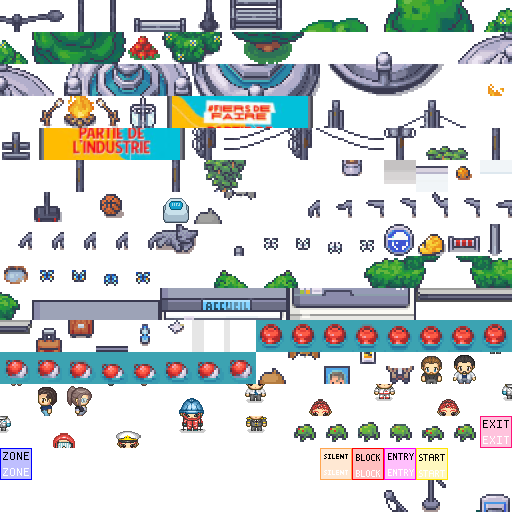 #FIERS DE
FAIRE
PARTIE DE
L'INDUSTRIE
ACCUEIL
EXIT
EXIT
ZONE
ZONE
SILENT
SILENT
BLOCK
BLOCK
ENTRY
ENTRY
START
START